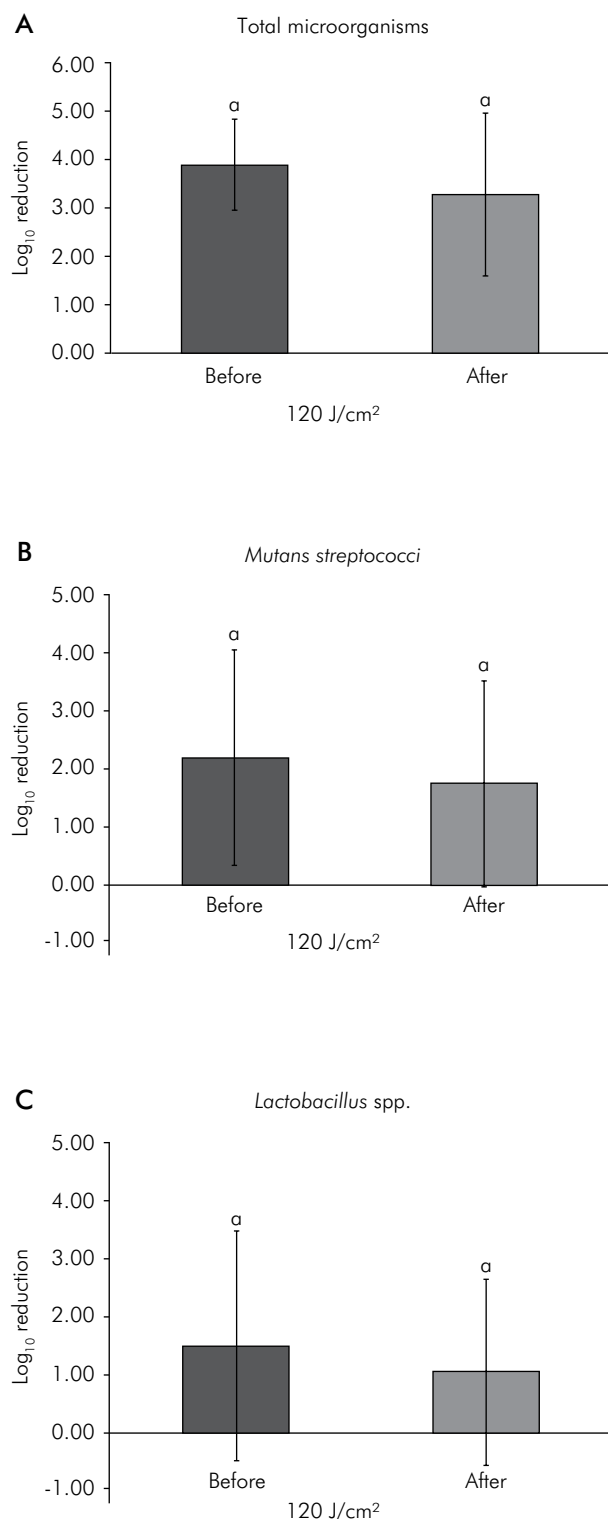 A
Total microorganisms
6.00
5.00
4.00
3.00
2.00
1.00
0.00
Log₁₀ reduction
a
a
Before
After
120 J/cm²
B
Mutans streptococci
5.00
4.00
3.00
2.00
1.00
0.00
-1.00
Log₁₀ reduction
a
a
Before
After
120 J/cm²
C
Lactobacillus spp.
5.00
4.00
3.00
2.00
1.00
0.00
-1.00
Log₁₀ reduction
a
a
Before
After
120 J/cm²